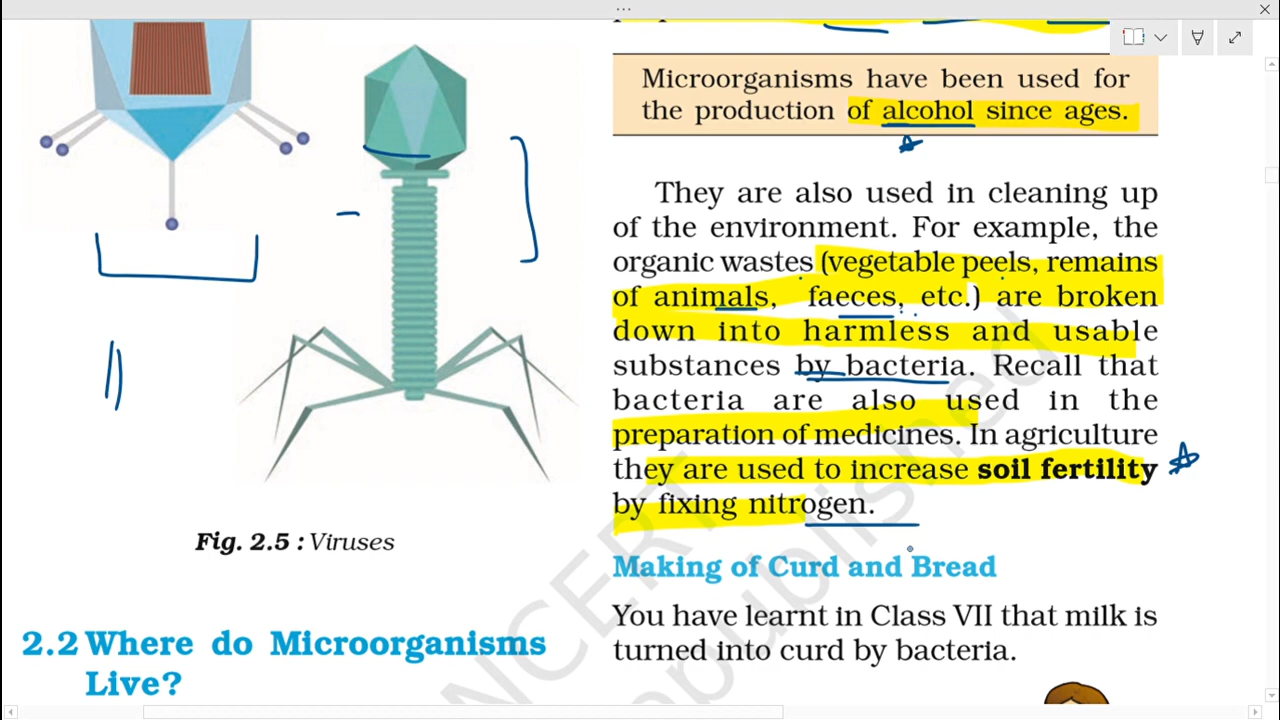 Fig. 2.5 : Viruses
2.2 Where do Microorganisms
Live?
Microorganisms have been used for
the production of alcohol since ages.
They are also used in cleaning up
of the environment. For example, the
organic wastes (vegetable peels, remains
of animals, faeces, etc.) are broken
down into harmless and usable
substances by bacteria. Recall that
bacteria are also used in the
preparation of medicines. In agriculture
they are used to increase soil fertility
by fixing nitrogen.
Making of Curd and Bread
You have learnt in Class VII that milk is
turned into curd by bacteria.
NCERT
published